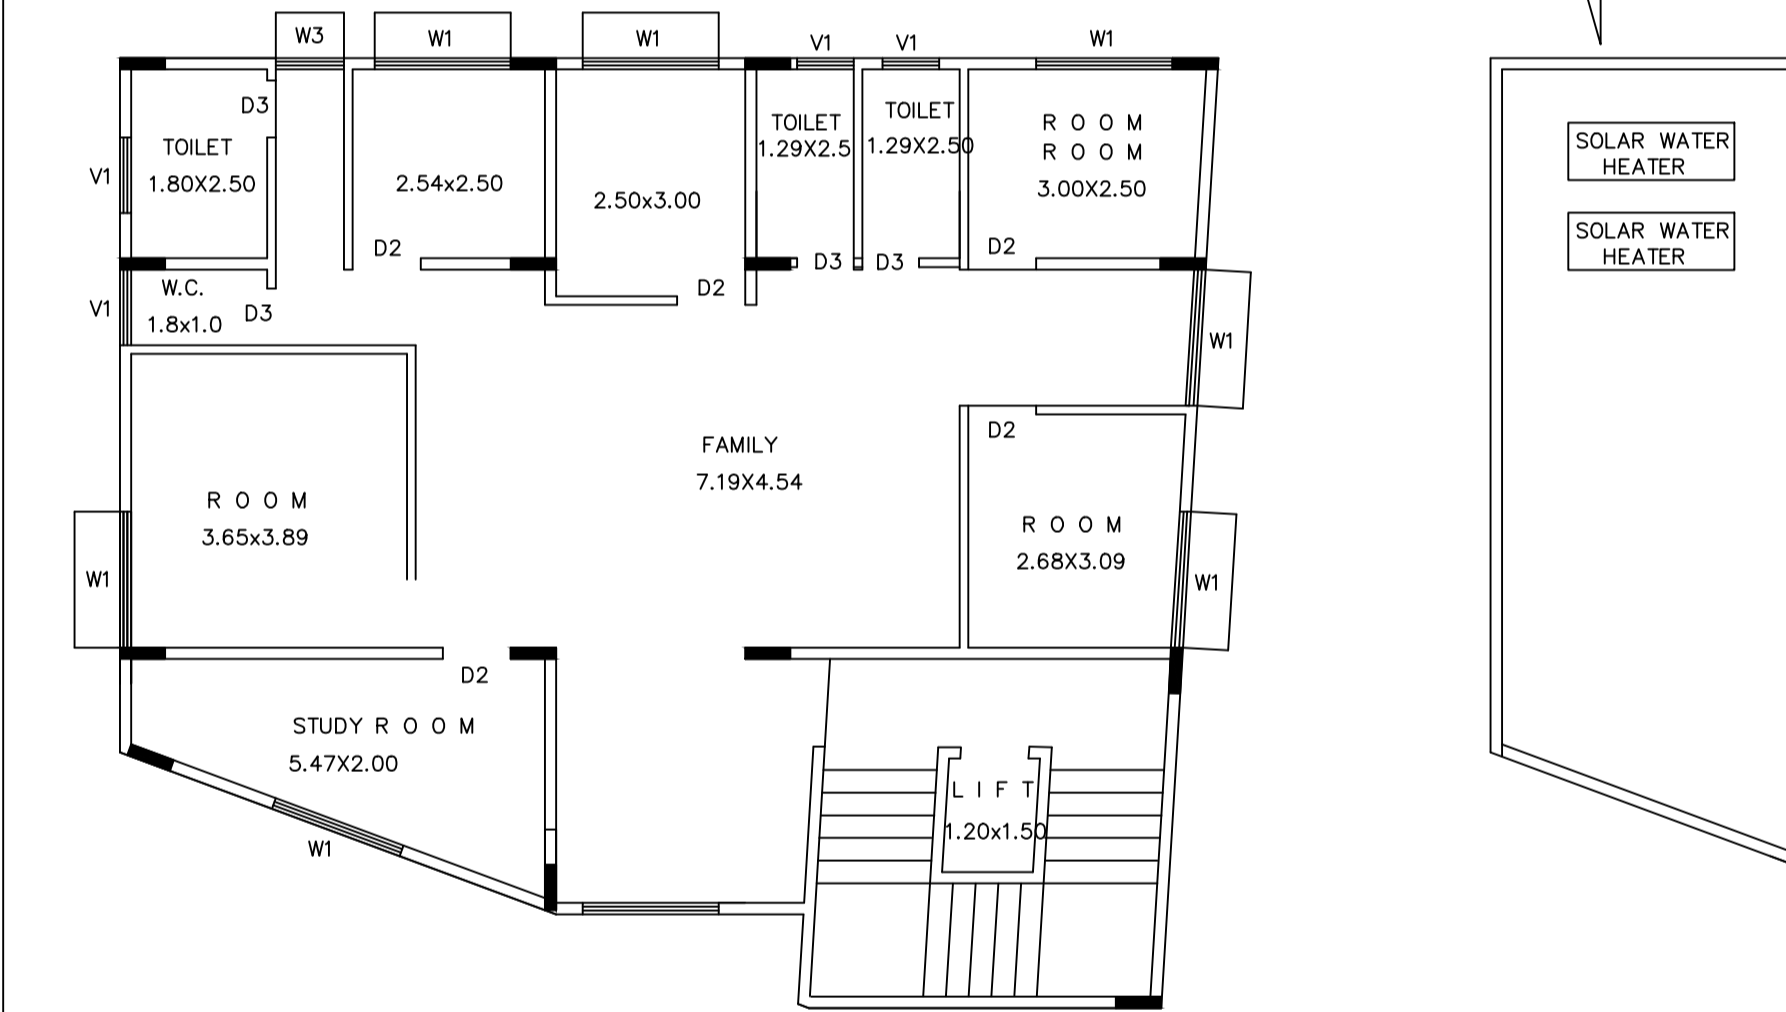 W3
W1
W1
V1
V1
W1
D3
TOILET
1.80X2.50
V1
2.54x2.50
D2
2.50x3.00
D2
TOILET
1.29X2.5
TOILET
1.29X2.50
D3
D3
R O O M
R O O M
3.00X2.50
D2
SOLAR WATER
HEATER
SOLAR WATER
HEATER
V1
W.C.
1.8x1.0
D3
W1
FAMILY
7.19X4.54
D2
R O O M
3.65x3.89
W1
R O O M
2.68X3.09
W1
D2
STUDY R O O M
5.47X2.00
W1
L I F T
1.20x1.50